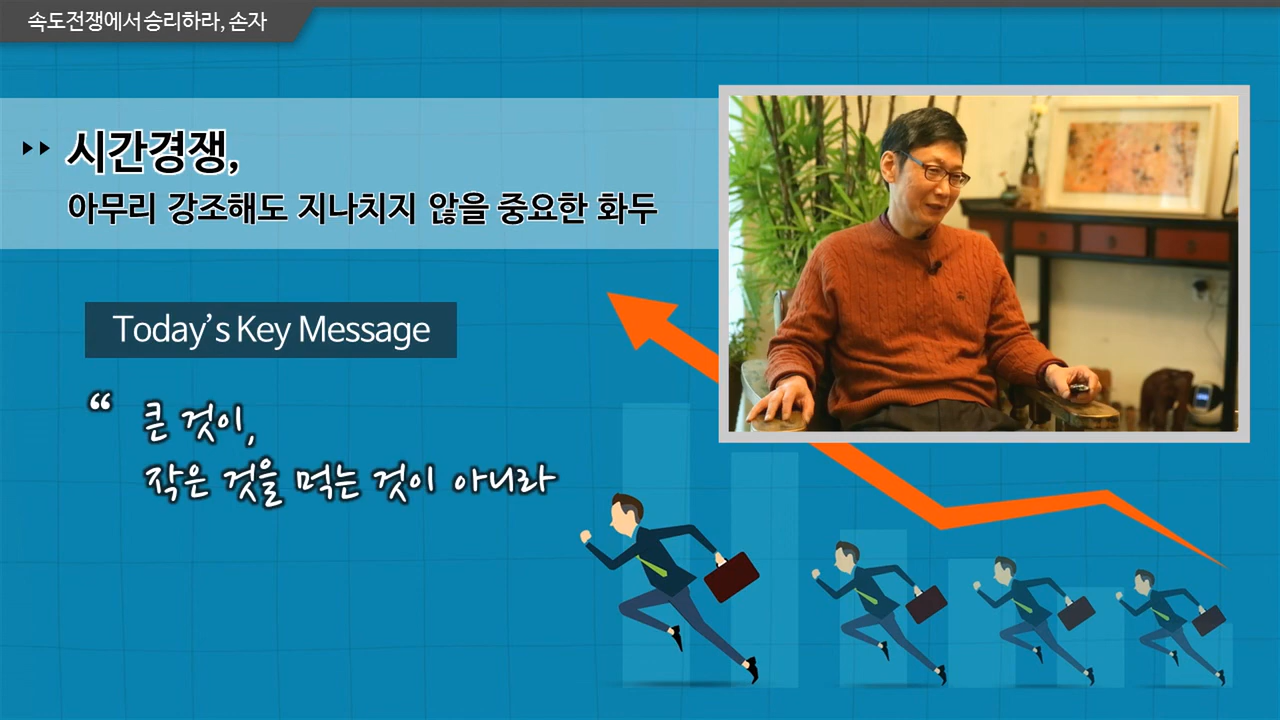 속도전쟁에서 승리하라, 손자
시간경쟁,
아무리 강조해도 지나치지 않을 중요한 화두
Today’s Key Message
“ 큰 것이,
작은 것을 먹는 것이 아니라